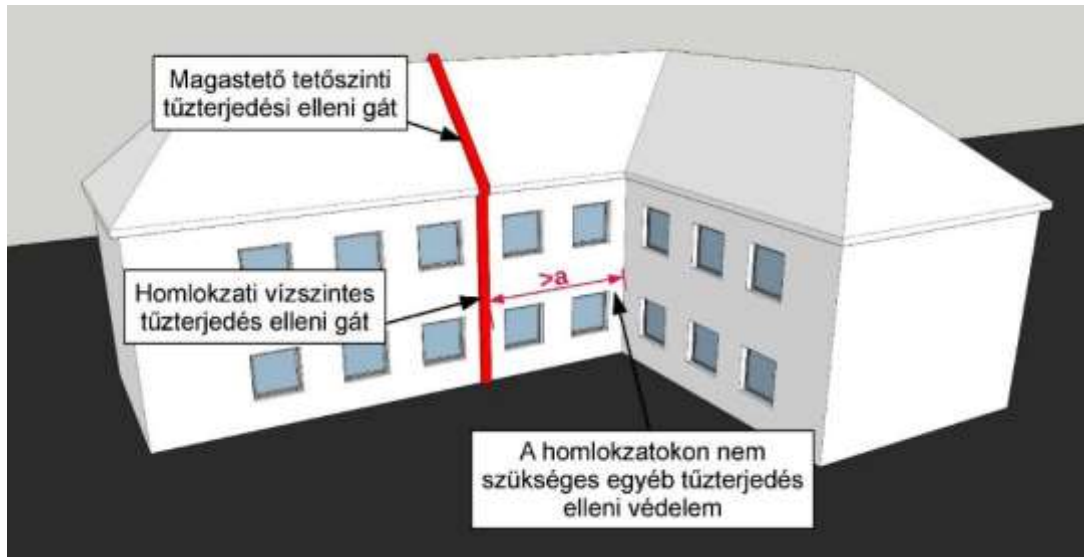 Magastető tetőszinti
tűzterjedési elleni gát
Homlokzati vízszintes
tűzterjedés elleni gát
>a
A homlokzatokon nem
szükséges egyéb tűzterjedés
elleni védelem